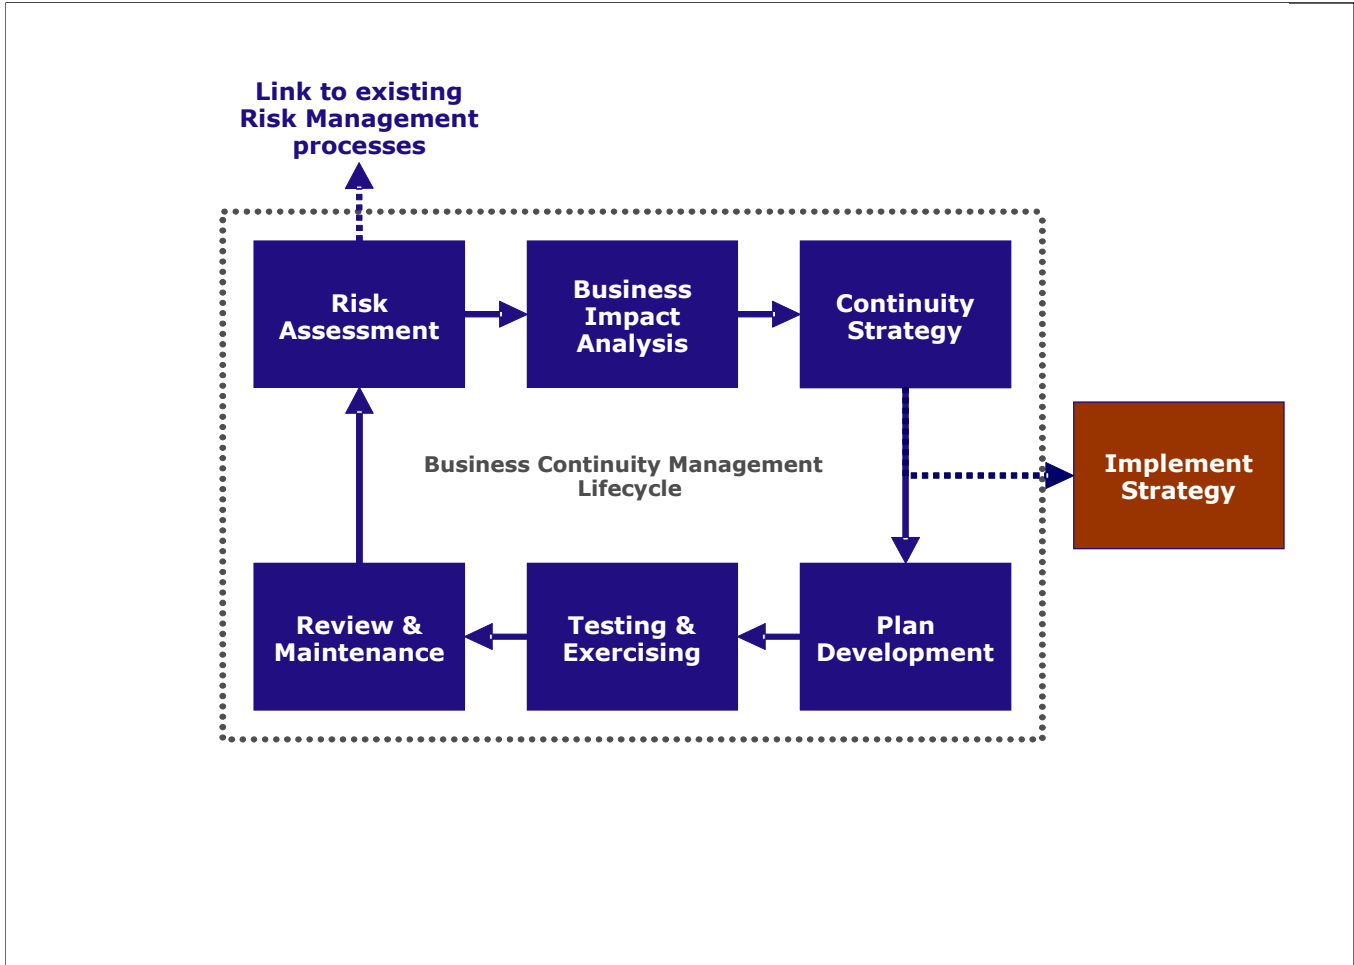 Link to existing
Risk Management
processes
Risk
Assessment
Business
Impact
Analysis
Continuity
Strategy
Business Continuity Management
Lifecycle
Implement
Strategy
Review &
Maintenance
Testing &
Exercising
Plan
Development